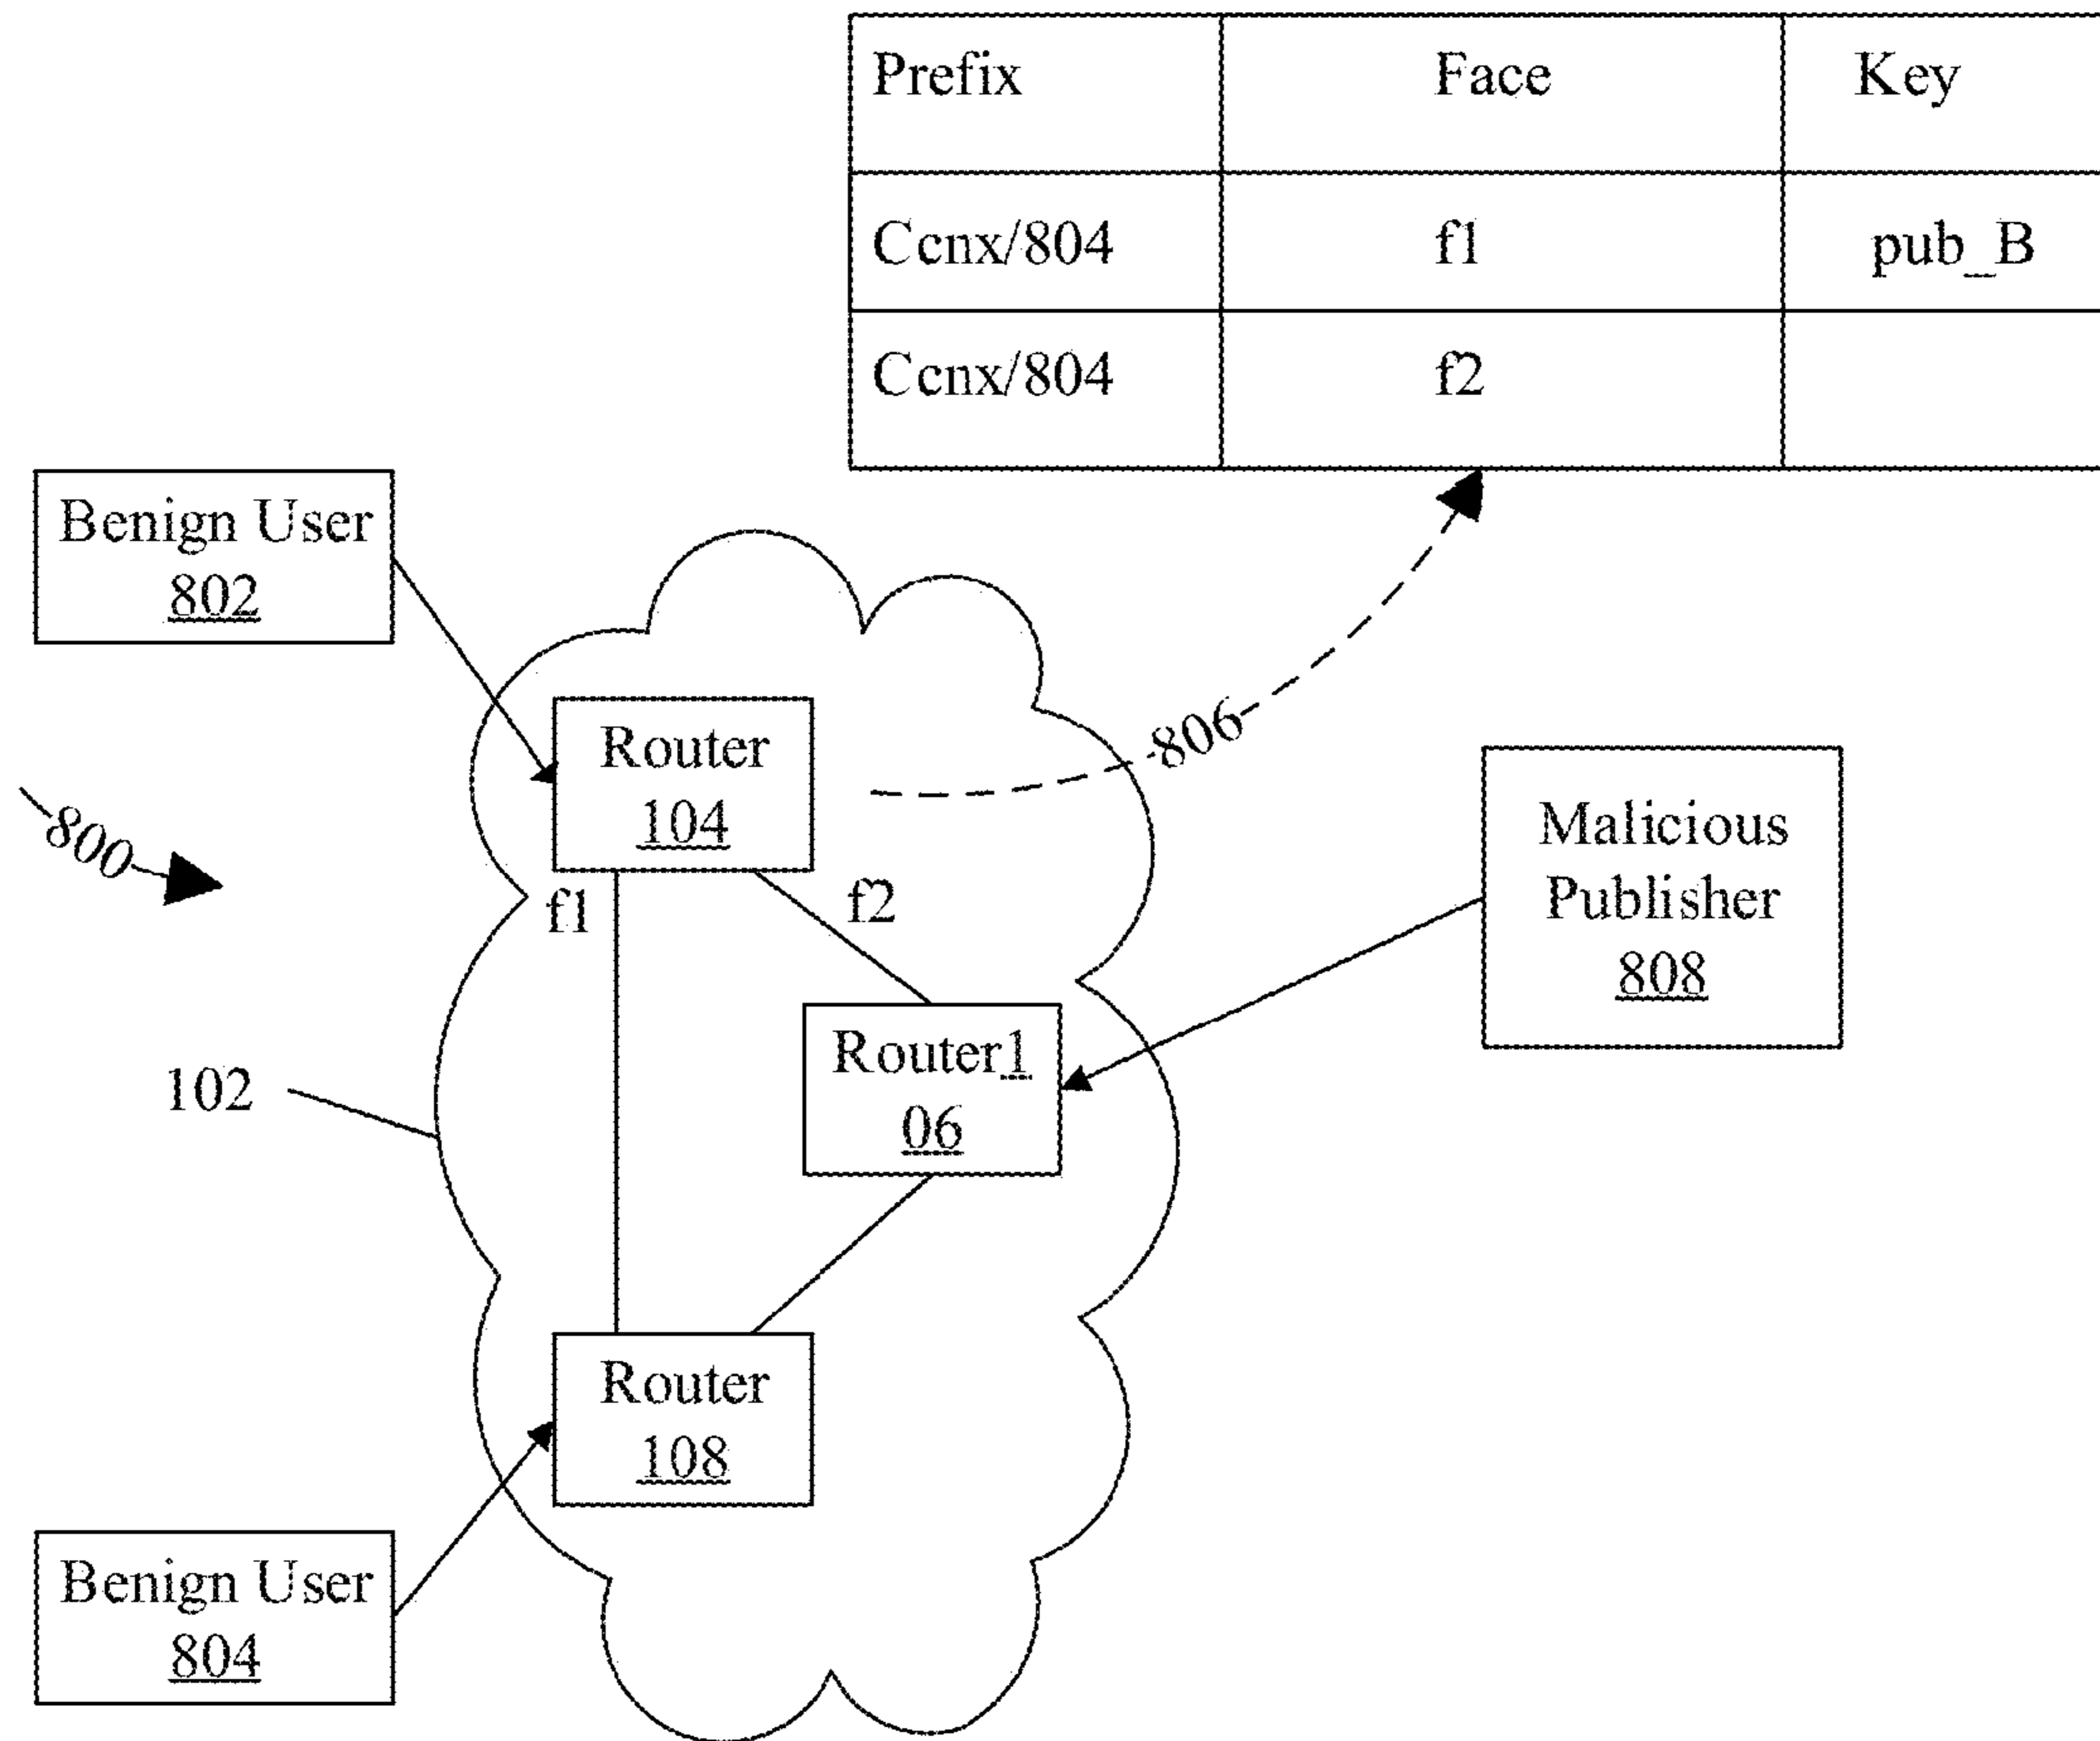 Prefix Face Key
Ccnx/804 f1 pub_B
Ccnx/804 f2
Benign User
802
Router
104
806
800
f1 f2
Malicious
Publisher
808
Router1
06
102
Router
108
Benign User
804